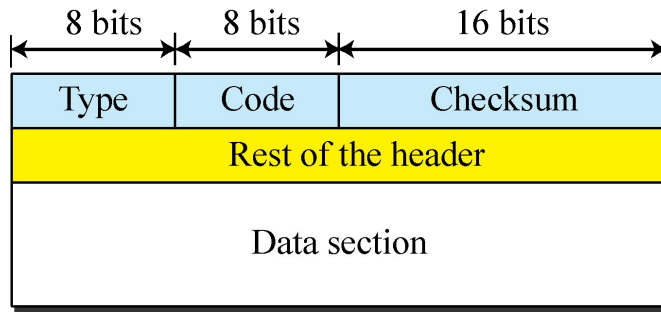 8 bits 8 bits 16 bits
Type Code Checksum
Rest of the header
Data section